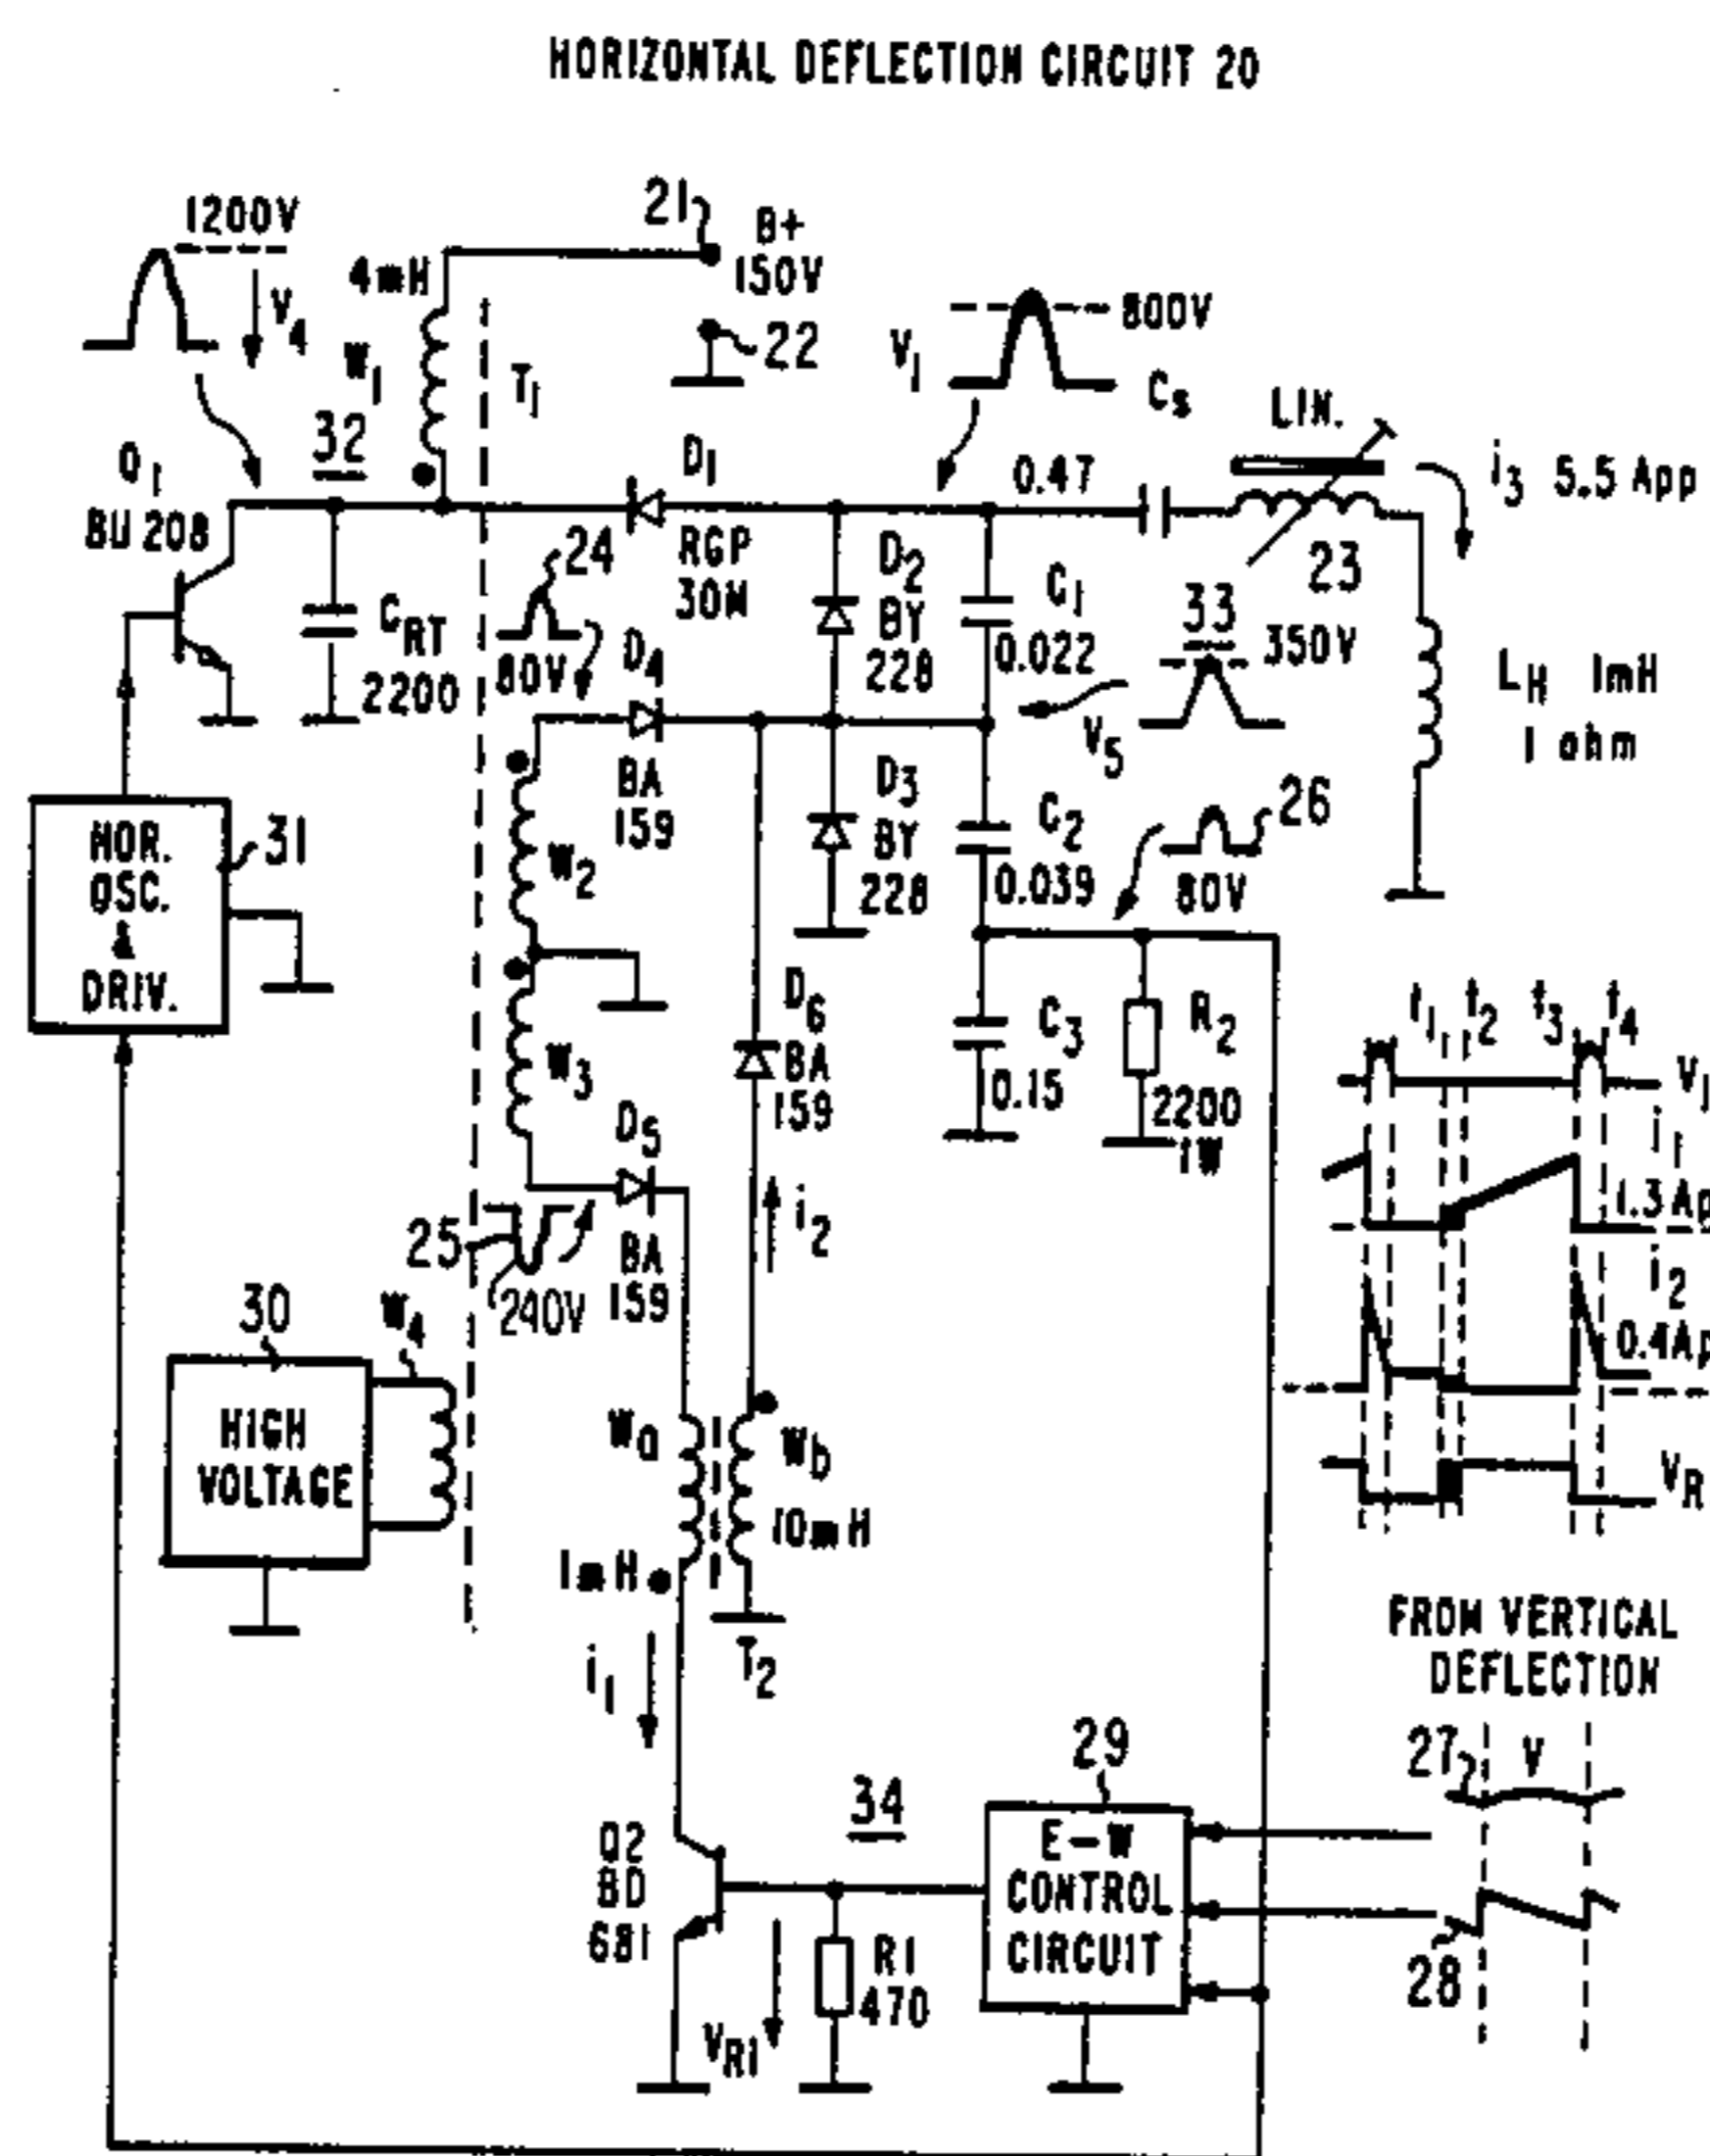 HORIZONTAL DEFLECTION CIRCUIT 20
1200V
V4
21
B+
150V
22
4mH
W1
T1
32
Q1
BU 208
CRT
2200
D1
RGP
30M
24
80V
D4
BA
159
V1
800V
Cs
0.47
LIN.
23
i3 5.5 App
D2
BY
228
C1
0.022
33
350V
V5
LH 1mH
1 ohm
HOR.
OSC.
&
DRIV.
31
W2
D3
BY
228
C2
0.039
26
80V
W3
D6
BA
159
C3
0.15
R2
2200
1W
t1 t2 t3 t4
V1
i1
1.3Ap
i2
0.4Ap
VR
D5
BA
159
25
240V
i2
30
W4
HIGH
VOLTAGE
Wa
Wb
10mH
1mH
T2
i1
FROM VERTICAL
DEFLECTION
27
V
28
29
34
E-W
CONTROL
CIRCUIT
Q2
BD
681
R1
470
VR1